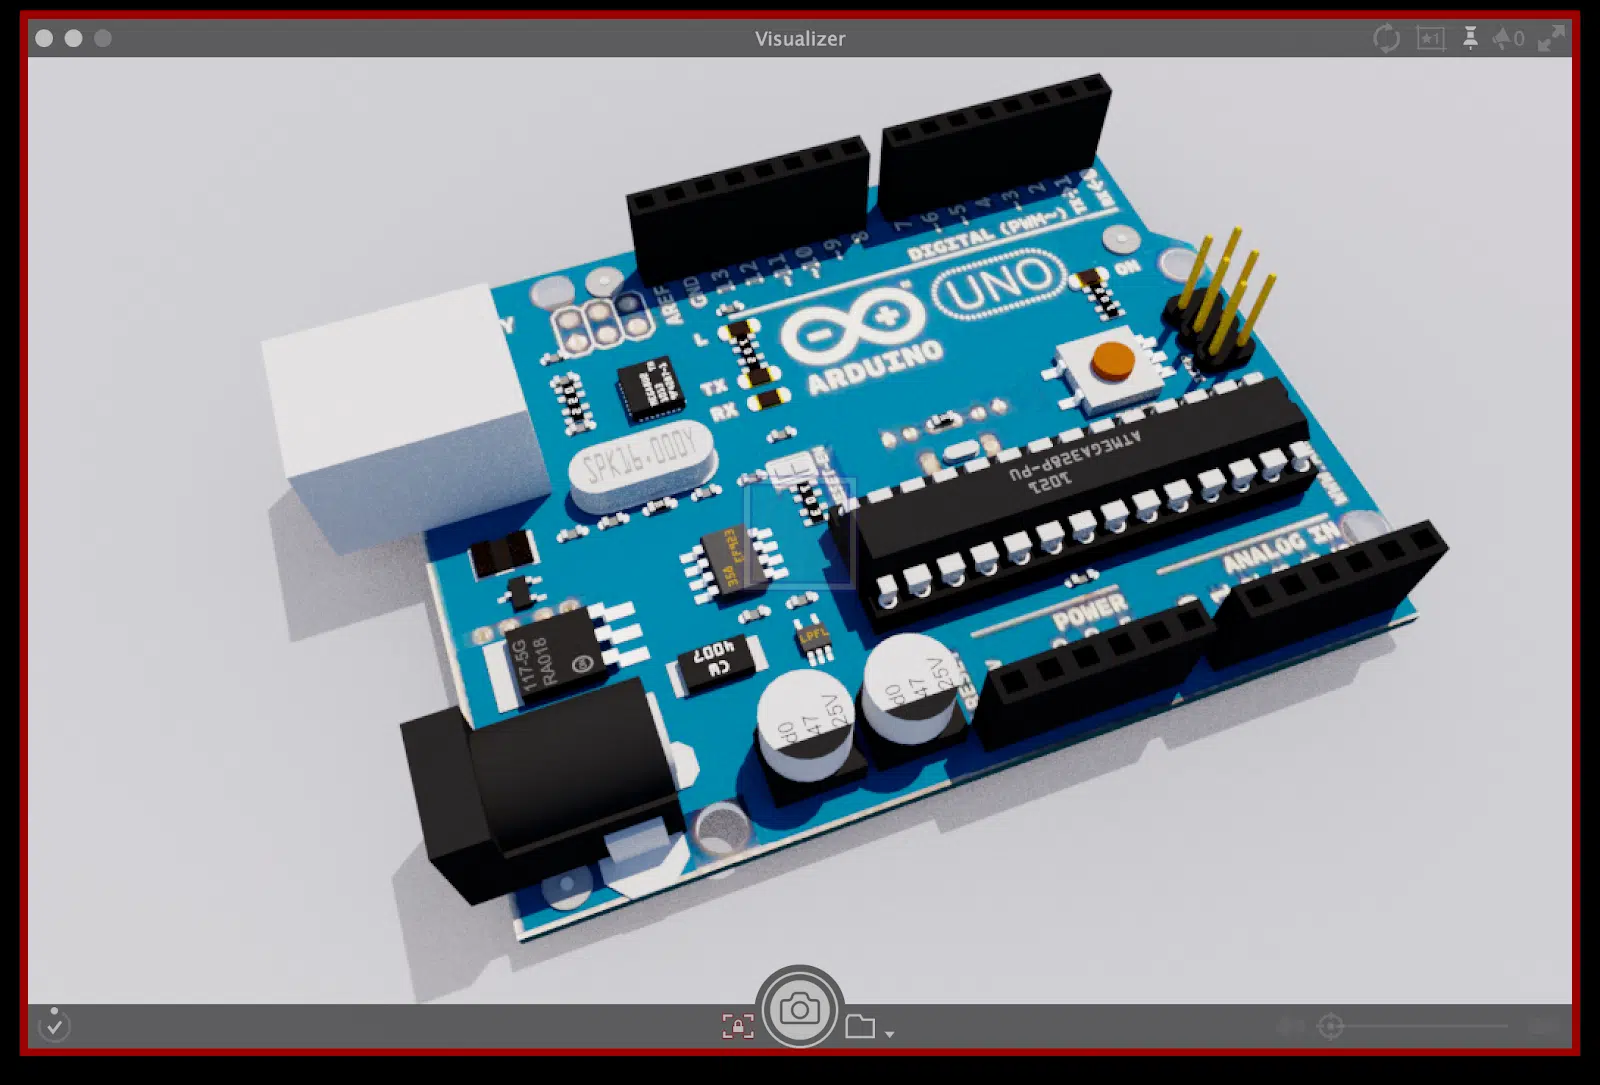 Visualizer
0
7
~6
~5
4
~3
2
DIGITAL (PWM~)
13
12
~11
~10
~9
8
AREF
GND
UNO
ON
L
TX
RX
ARDUINO
SPK16.000Y
ATMEGA328P-PU
1021
ANALOG IN
POWER
117-5G
RA018
4007
CW
LPFL
47
25V
47
25V